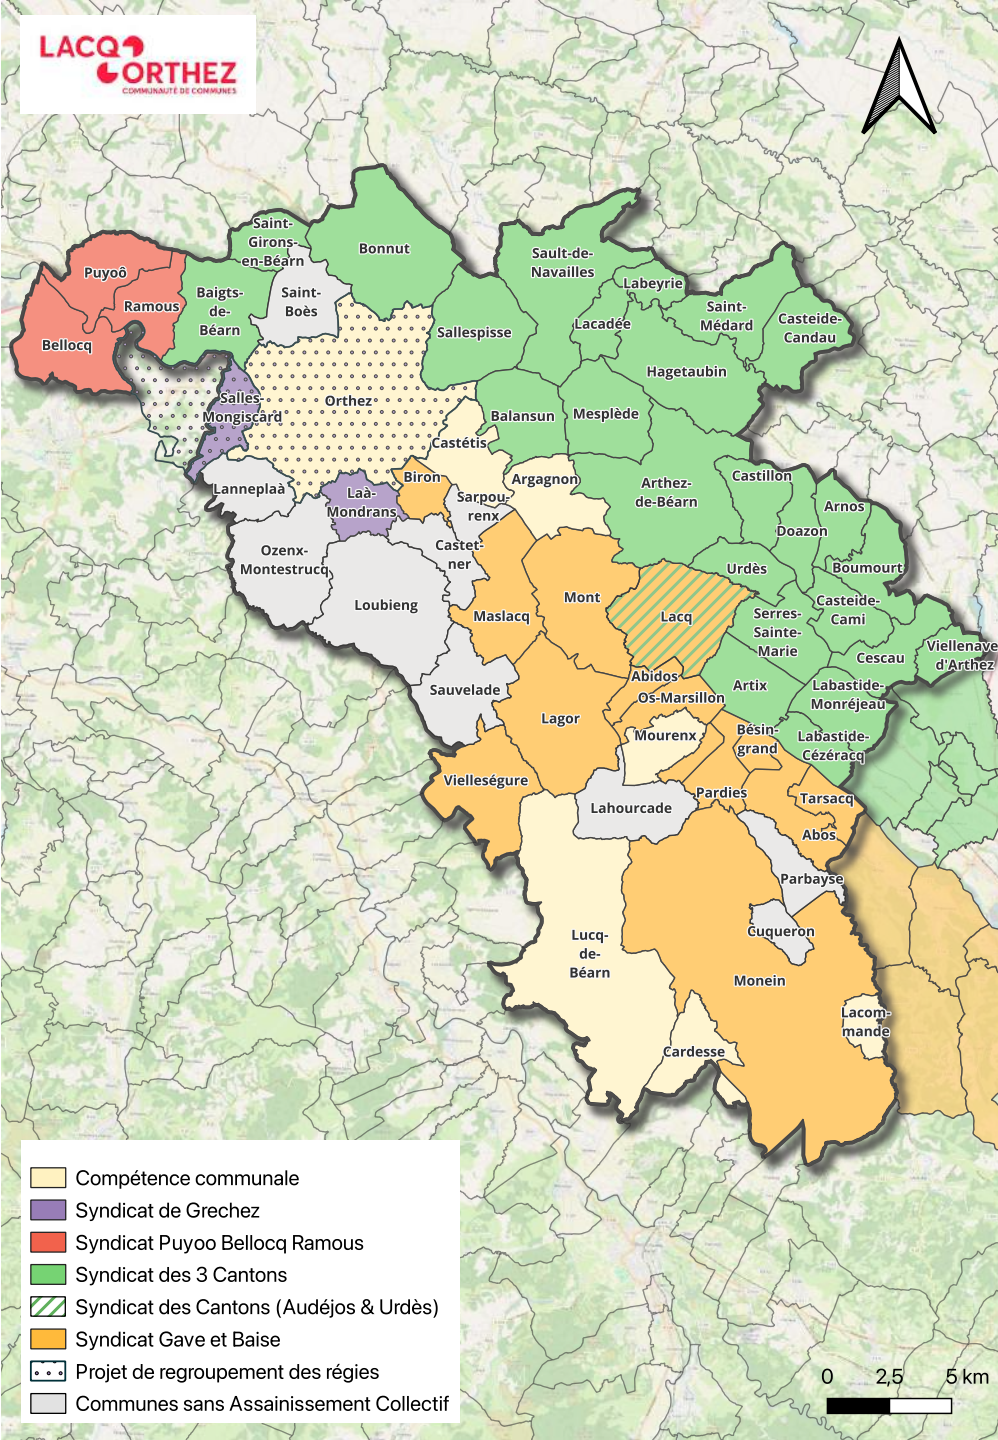 LACQ
ORTHEZ
COMMUNAUTÉ DE COMMUNES
Saint-
Girons-
en-Béarn
Bonnut
Sault-de-
Navailles
Puyoô
Ramous
Baigts-
de-
Béarn
Saint-
Boès
Labeyrie
Saint-
Médard
Casteide-
Candau
Lacadée
Sallespisse
Bellocq
Hagetaubin
Salles-
Mongiscard
Orthez
Balansun
Mesplède
Castétis
Argagnon
Biron
Arthez-
de-Béarn
Castillon
Arnos
Lanneplaà
Laà-
Mondrans
Sarpou-
renx
Doazon
Castet-
ner
Ozenx-
Montestrucq
Urdès
Boumourt
Loubieng
Mont
Maslacq
Lacq
Serres-
Sainte-
Marie
Casteide-
Cami
Cescau
Viellenave-
d'Arthez
Sauvelade
Abidos
Os-Marsillon
Artix
Labastide-
Monréjeau
Lagor
Mourenx
Bésin-
grand
Labastide-
Cézéracq
Vielleségure
Lahourcade
Pardies
Tarsacq
Abos
Parbayse
Cuqueron
Lucq-
de-
Béarn
Monein
Lacom-
mande
Cardesse
Compétence communale
Syndicat de Grechez
Syndicat Puyoo Bellocq Ramous
Syndicat des 3 Cantons
Syndicat des Cantons (Audéjos & Urdès)
Syndicat Gave et Baise
Projet de regroupement des régies
Communes sans Assainissement Collectif
0 2,5 5 km